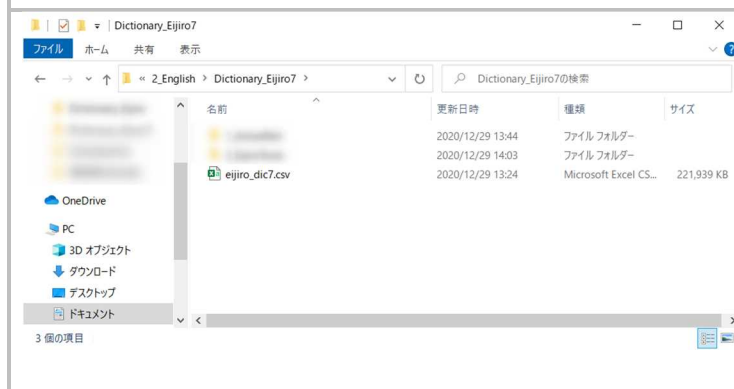 Dictionary_Eijiro7
ファイル ホーム 共有 表示
« 2_English › Dictionary_Eijiro7 ›
Dictionary_Eijiro7の検索
名前 更新日時 種類 サイズ
2020/12/29 13:44 ファイル フォルダー
2020/12/29 14:03 ファイル フォルダー
eijiro_dic7.csv 2020/12/29 13:24 Microsoft Excel CS... 221,939 KB
OneDrive
PC
3D オブジェクト
ダウンロード
デスクトップ
ドキュメント
3 個の項目